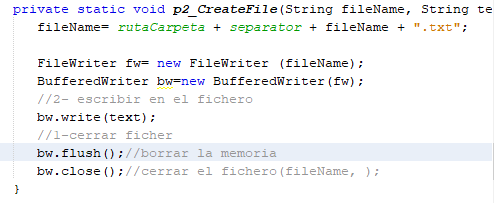 private static void p2_CreateFile(String fileName, String te
fileName= rutaCarpeta + separator + fileName + ".txt";
FileWriter fw= new FileWriter (fileName);
BufferedWriter bw=new BufferedWriter(fw);
//2- escribir en el fichero
bw.write(text);
//1-cerrar ficher
bw.flush();//borrar la memoria
bw.close();//cerrar el fichero(fileName, );
}